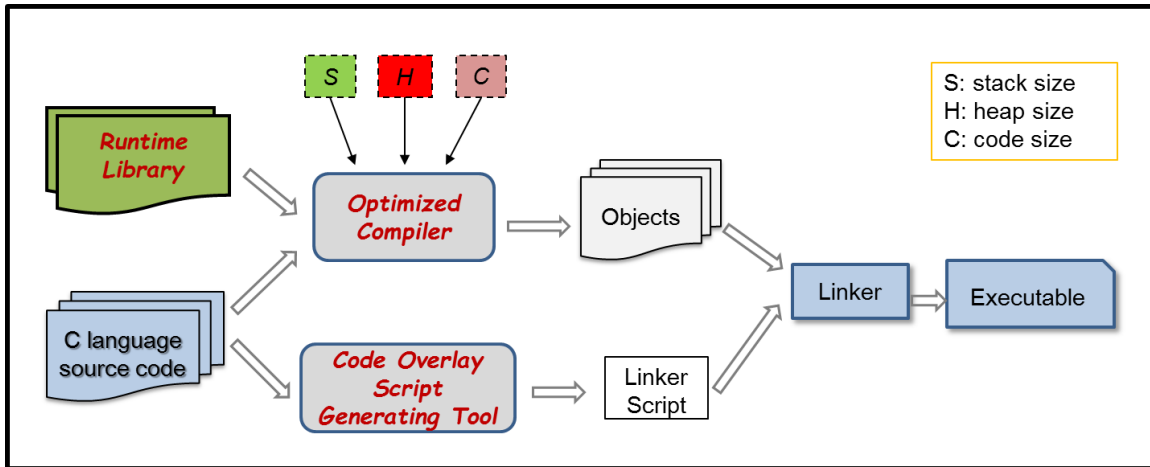 S
H
C
S: stack size
H: heap size
C: code size
Runtime
Library
Optimized
Compiler
Objects
Linker
Executable
C language
source code
Code Overlay
Script
Generating Tool
Linker
Script